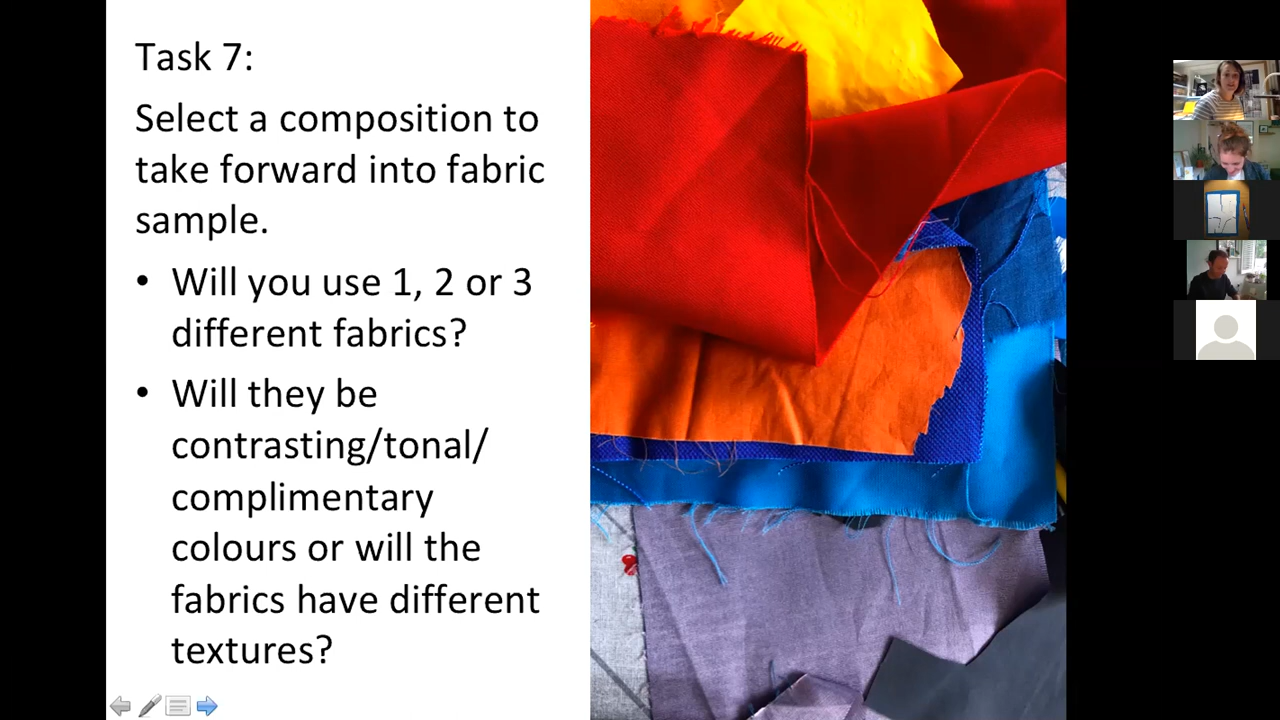 Task 7:
Select a composition to
take forward into fabric
sample.
• Will you use 1, 2 or 3
different fabrics?
• Will they be
contrasting/tonal/
complimentary
colours or will the
fabrics have different
textures?